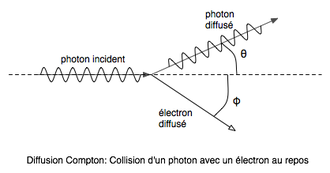 photon
diffusé
photon incident
θ
ϕ
électron
diffusé
Diffusion Compton: Collision d'un photon avec un électron au repos